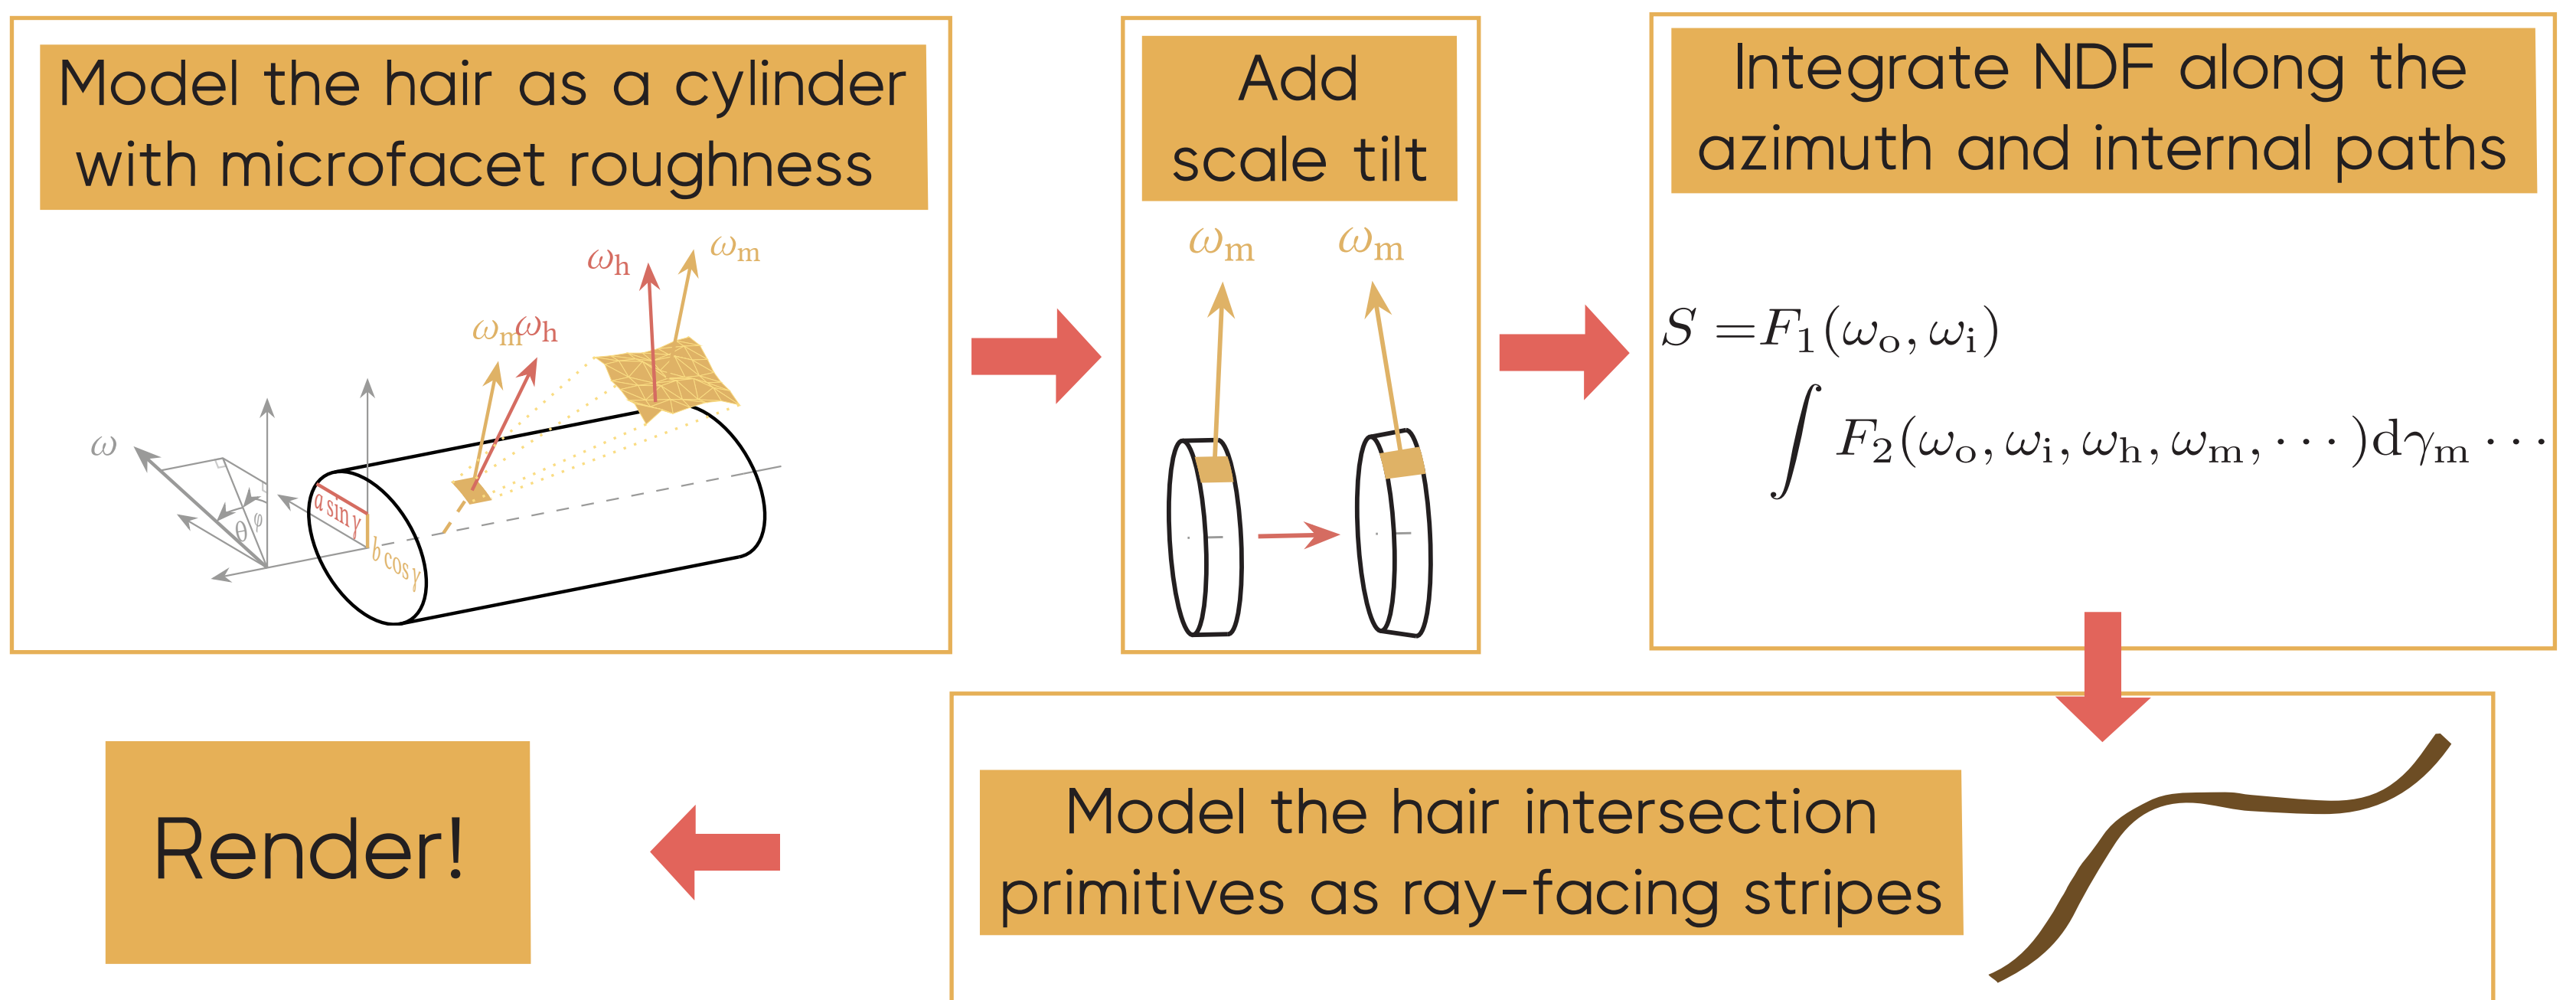 Model the hair as a cylinder
with microfacet roughness
ωh
ωm
ωm
ωh
ω
θ
φ
a sin γ
b cos γ
Add
scale tilt
ωm
ωm
Integrate NDF along the
azimuth and internal paths
S =F1(ωo, ωi)
∫ F2(ωo, ωi, ωh, ωm, · · · )dγm · · ·
Model the hair intersection
primitives as ray-facing stripes
Render!